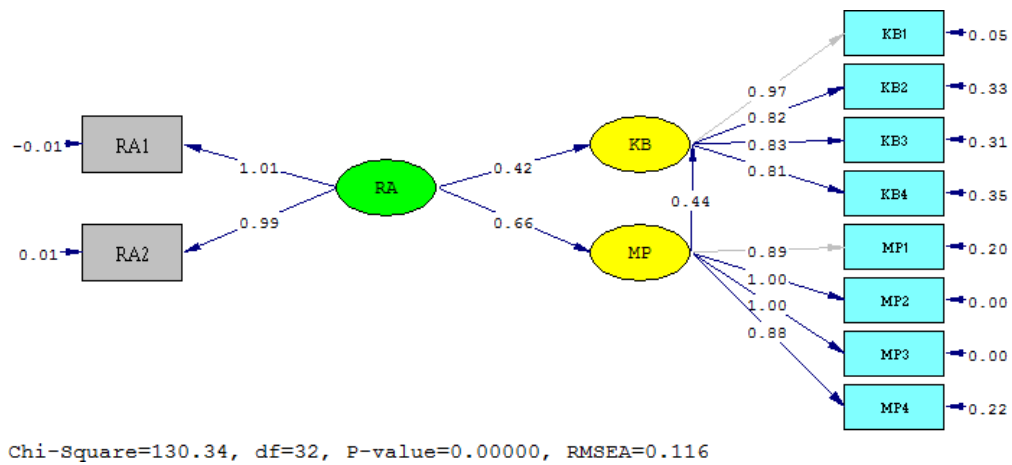 KB1
0.05
0.97
KB2
0.33
0.82
-0.01
RA1
KB
0.83
KB3
0.31
1.01
0.42
0.81
RA
KB4
0.35
0.44
0.99
0.66
0.01
RA2
MP
0.89
MP1
0.20
1.00
MP2
0.00
1.00
0.88
MP3
0.00
MP4
0.22
Chi-Square=130.34, df=32, P-value=0.00000, RMSEA=0.116